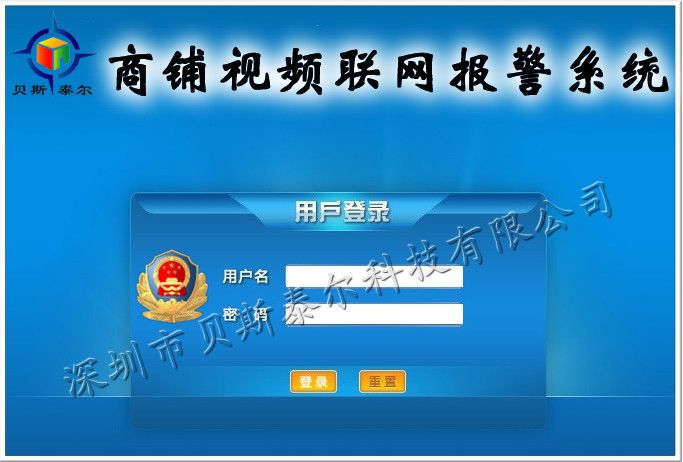 贝斯泰尔
商铺视频联网报警系统
用戶登录
用户名
密 码
登录
重置
深圳市贝斯泰尔科技有限公司